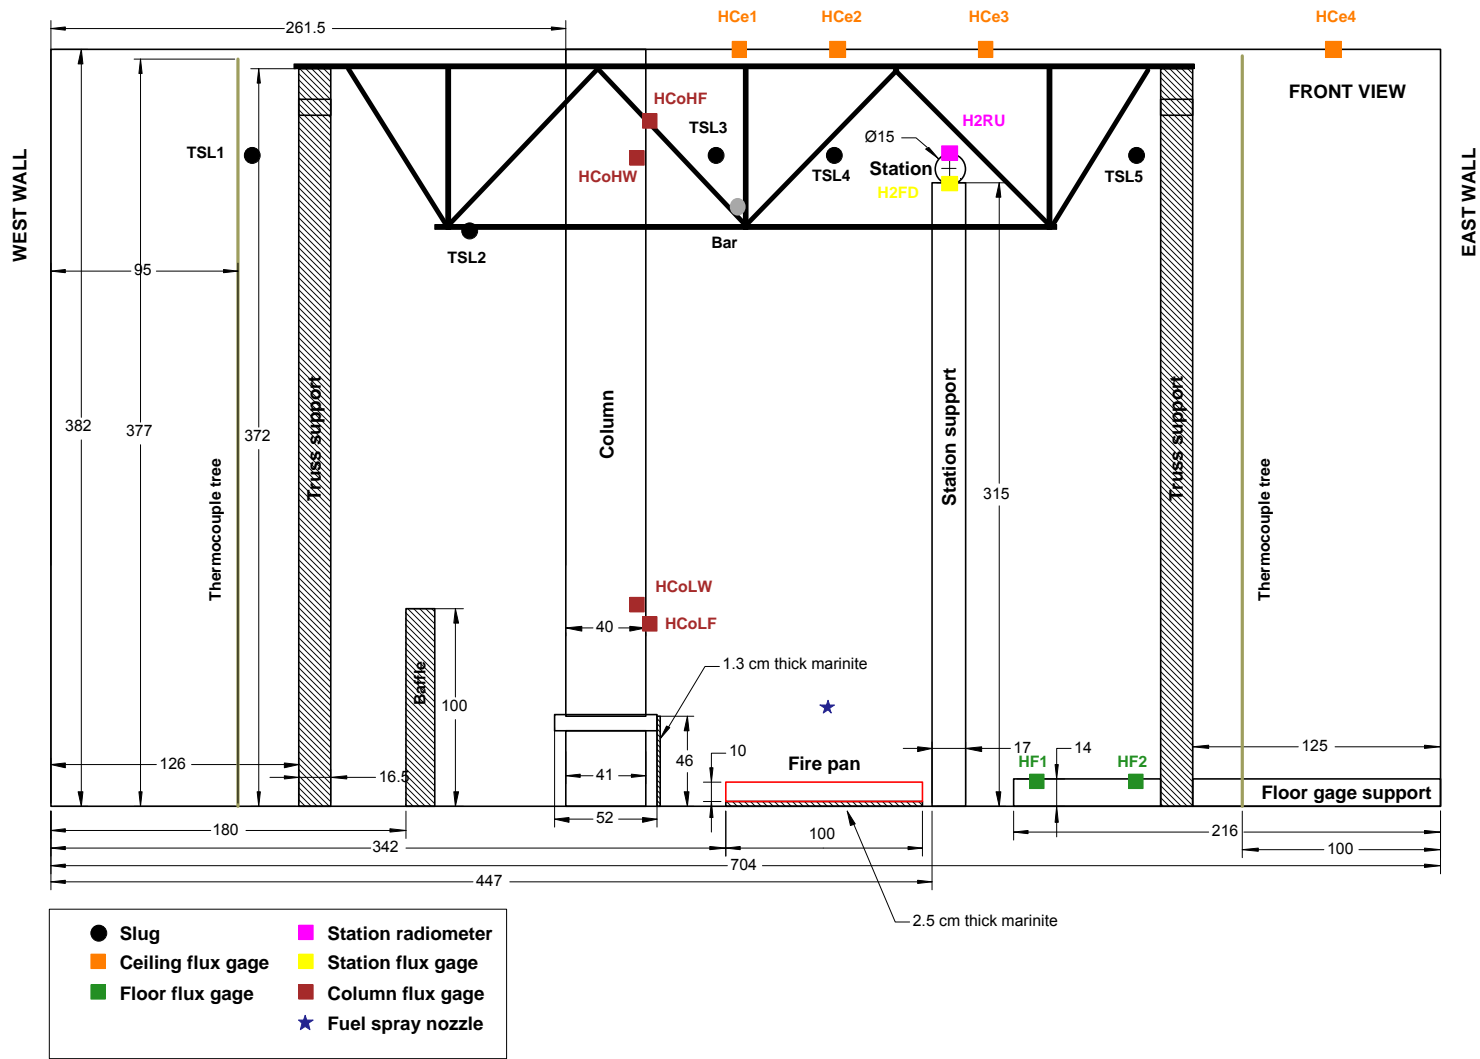 HCe1
HCe2
HCe3
HCe4
261.5
FRONT VIEW
HCoHF
H2RU
Ø15
TSL1
TSL3
HCoHW
TSL4
Station
TSL5
H2FD
WEST WALL
EAST WALL
TSL2
Bar
95
382
377
372
Truss support
Column
Station support
315
Truss support
Thermocouple tree
Thermocouple tree
HCoLW
40
HCoLF
1.3 cm thick marinite
Baffle
100
126
16.5
41
46
10
Fire pan
17
14
125
HF1
HF2
Floor gage support
52
180
100
216
342
100
704
447
2.5 cm thick marinite
Slug
Station radiometer
Ceiling flux gage
Station flux gage
Floor flux gage
Column flux gage
Fuel spray nozzle